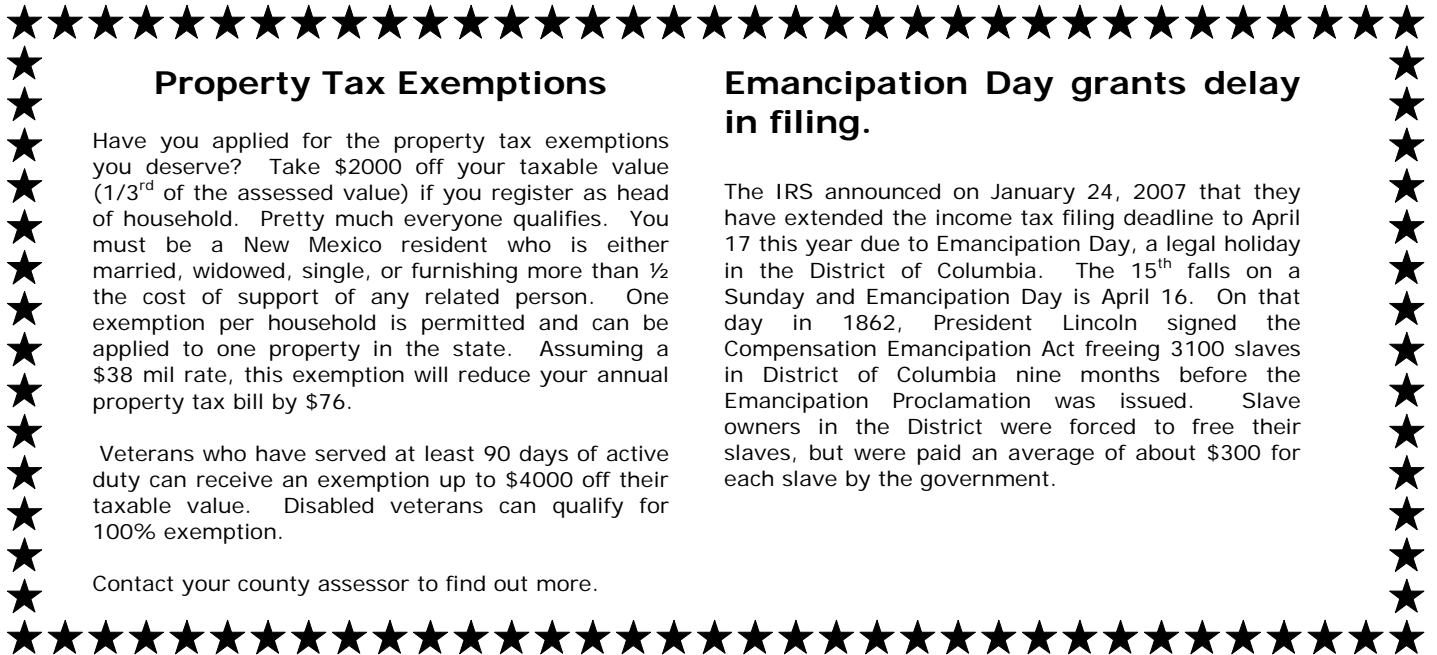 Property Tax Exemptions
Have you applied for the property tax exemptions
you deserve? Take $2000 off your taxable value
(1/3rd of the assessed value) if you register as head
of household. Pretty much everyone qualifies. You
must be a New Mexico resident who is either
married, widowed, single, or furnishing more than ½
the cost of support of any related person. One
exemption per household is permitted and can be
applied to one property in the state. Assuming a
$38 mil rate, this exemption will reduce your annual
property tax bill by $76.
Veterans who have served at least 90 days of active
duty can receive an exemption up to $4000 off their
taxable value. Disabled veterans can qualify for
100% exemption.
Contact your county assessor to find out more.
Emancipation Day grants delay
in filing.
The IRS announced on January 24, 2007 that they
have extended the income tax filing deadline to April
17 this year due to Emancipation Day, a legal holiday
in the District of Columbia. The 15th falls on a
Sunday and Emancipation Day is April 16. On that
day in 1862, President Lincoln signed the
Compensation Emancipation Act freeing 3100 slaves
in District of Columbia nine months before the
Emancipation Proclamation was issued. Slave
owners in the District were forced to free their
slaves, but were paid an average of about $300 for
each slave by the government.